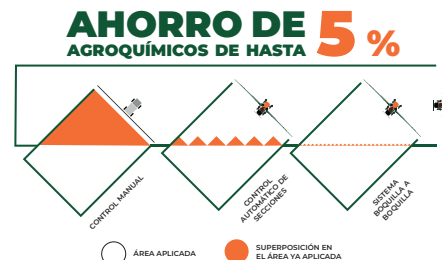 AHORRO DE
AGROQUÍMICOS DE HASTA
5 %
CONTROL MANUAL
CONTROL
AUTOMÁTICO DE
SECCIONES
SISTEMA
BOQUILLA A
BOQUILLA
ÁREA APLICADA
SUPERPOSICIÓN EN
EL ÁREA YA APLICADA